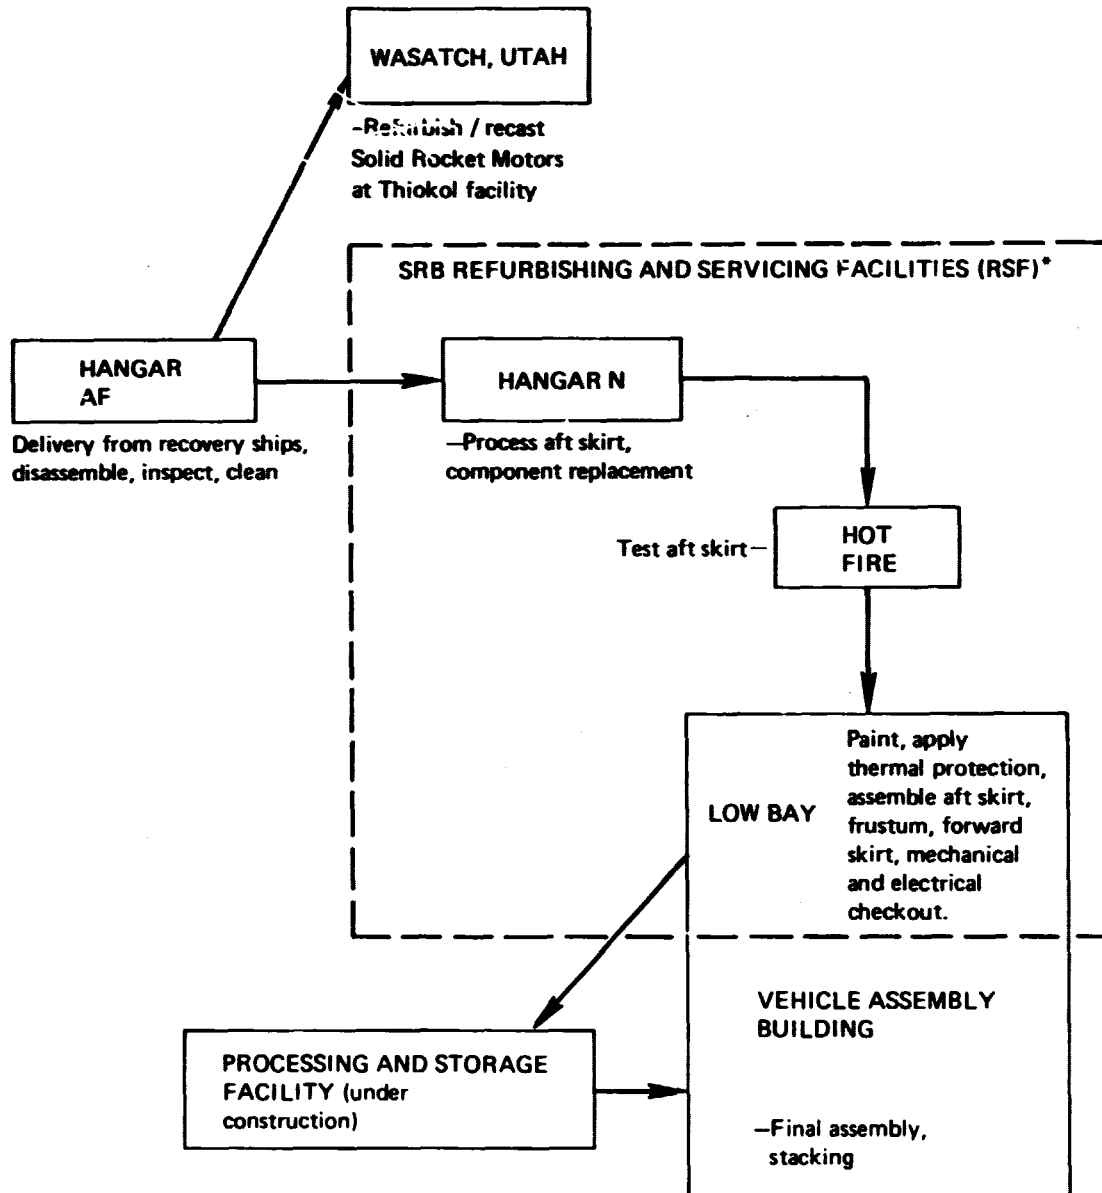 WASATCH, UTAH
–Refurbish / recast
Solid Rocket Motors
at Thiokol facility
SRB REFURBISHING AND SERVICING FACILITIES (RSF)*
HANGAR
AF
Delivery from recovery ships,
disassemble, inspect, clean
HANGAR N
–Process aft skirt,
component replacement
Test aft skirt–
HOT
FIRE
LOW BAY
Paint, apply
thermal protection,
assemble aft skirt,
frustum, forward
skirt, mechanical
and electrical
checkout.
PROCESSING AND STORAGE
FACILITY (under
construction)
VEHICLE ASSEMBLY
BUILDING
–Final assembly,
stacking